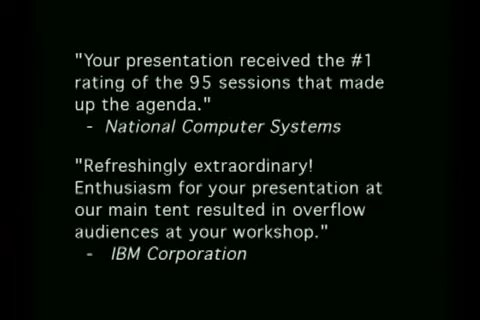 "Your presentation received the #1
rating of the 95 sessions that made
up the agenda."
- National Computer Systems
"Refreshingly extraordinary!
Enthusiasm for your presentation at
our main tent resulted in overflow
audiences at your workshop."
- IBM Corporation